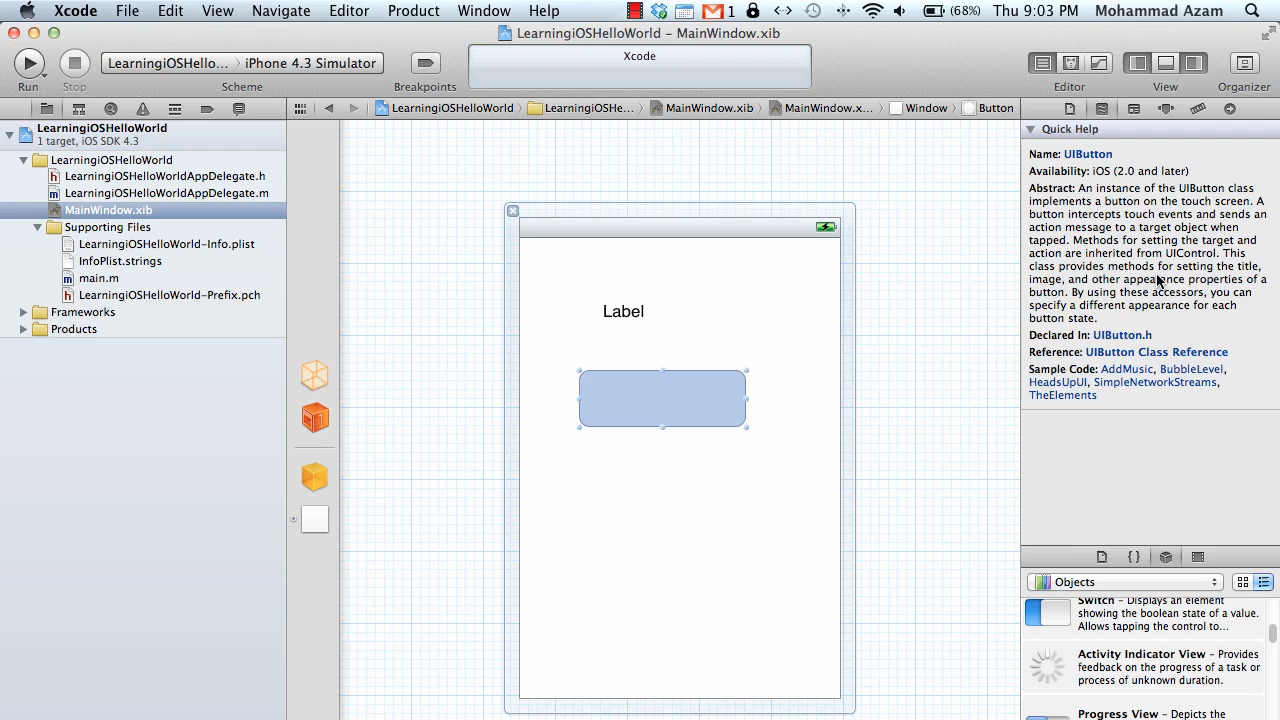 Xcode File Edit View Navigate Editor Product Window Help 1 (68%) Thu 9:03 PM Mohammad Azam
LearningiOSHelloWorld – MainWindow.xib
Run Stop LearningiOSHello... iPhone 4.3 Simulator Scheme Breakpoints Xcode Editor View Organizer
LearningiOSHelloWorld LearningiOSHe... MainWindow.xib MainWindow.x... Window Button
LearningiOSHelloWorld
1 target, iOS SDK 4.3
LearningiOSHelloWorld
LearningiOSHelloWorldAppDelegate.h
LearningiOSHelloWorldAppDelegate.m
MainWindow.xib
Supporting Files
LearningiOSHelloWorld-Info.plist
InfoPlist.strings
main.m
LearningiOSHelloWorld-Prefix.pch
Frameworks
Products
Label
Quick Help
Name: UIButton
Availability: iOS (2.0 and later)
Abstract: An instance of the UIButton class
implements a button on the touch screen. A
button intercepts touch events and sends an
action message to a target object when
tapped. Methods for setting the target and
action are inherited from UIControl. This
class provides methods for setting the title,
image, and other appearance properties of a
button. By using these accessors, you can
specify a different appearance for each
button state.
Declared In: UIButton.h
Reference: UIButton Class Reference
Sample Code: AddMusic, BubbleLevel,
HeadsUpUI, SimpleNetworkStreams,
TheElements
{}
Objects
Switch – Displays an element
showing the boolean state of a value.
Allows tapping the control to...
Activity Indicator View – Provides
feedback on the progress of a task or
process of unknown duration.
Progress View – Depicts the